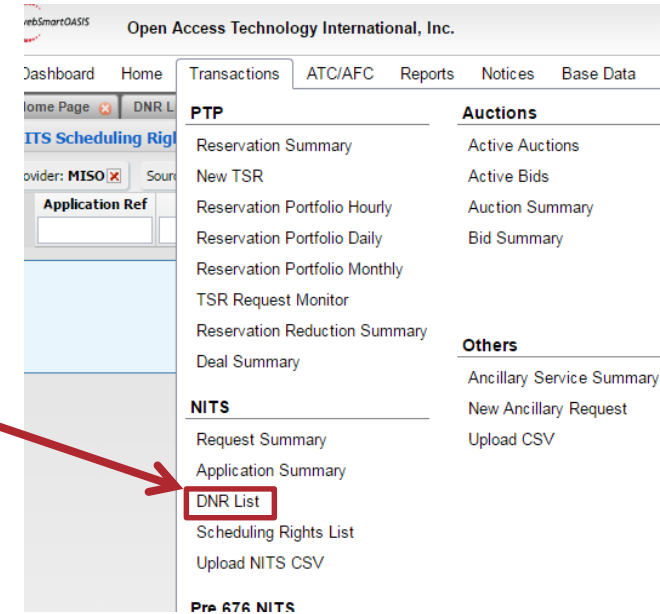 webSmartOASIS
Open Access Technology International, Inc.
Dashboard Home Transactions ATC/AFC Reports Notices Base Data
Home Page DNR L
NITS Scheduling Righ
ovider: MISO Sour
Application Ref
PTP
Reservation Summary
New TSR
Reservation Portfolio Hourly
Reservation Portfolio Daily
Reservation Portfolio Monthly
TSR Request Monitor
Reservation Reduction Summary
Deal Summary
NITS
Request Summary
Application Summary
DNR List
Scheduling Rights List
Upload NITS CSV
Pre 676 NITS
Auctions
Active Auctions
Active Bids
Auction Summary
Bid Summary
Others
Ancillary Service Summary
New Ancillary Request
Upload CSV